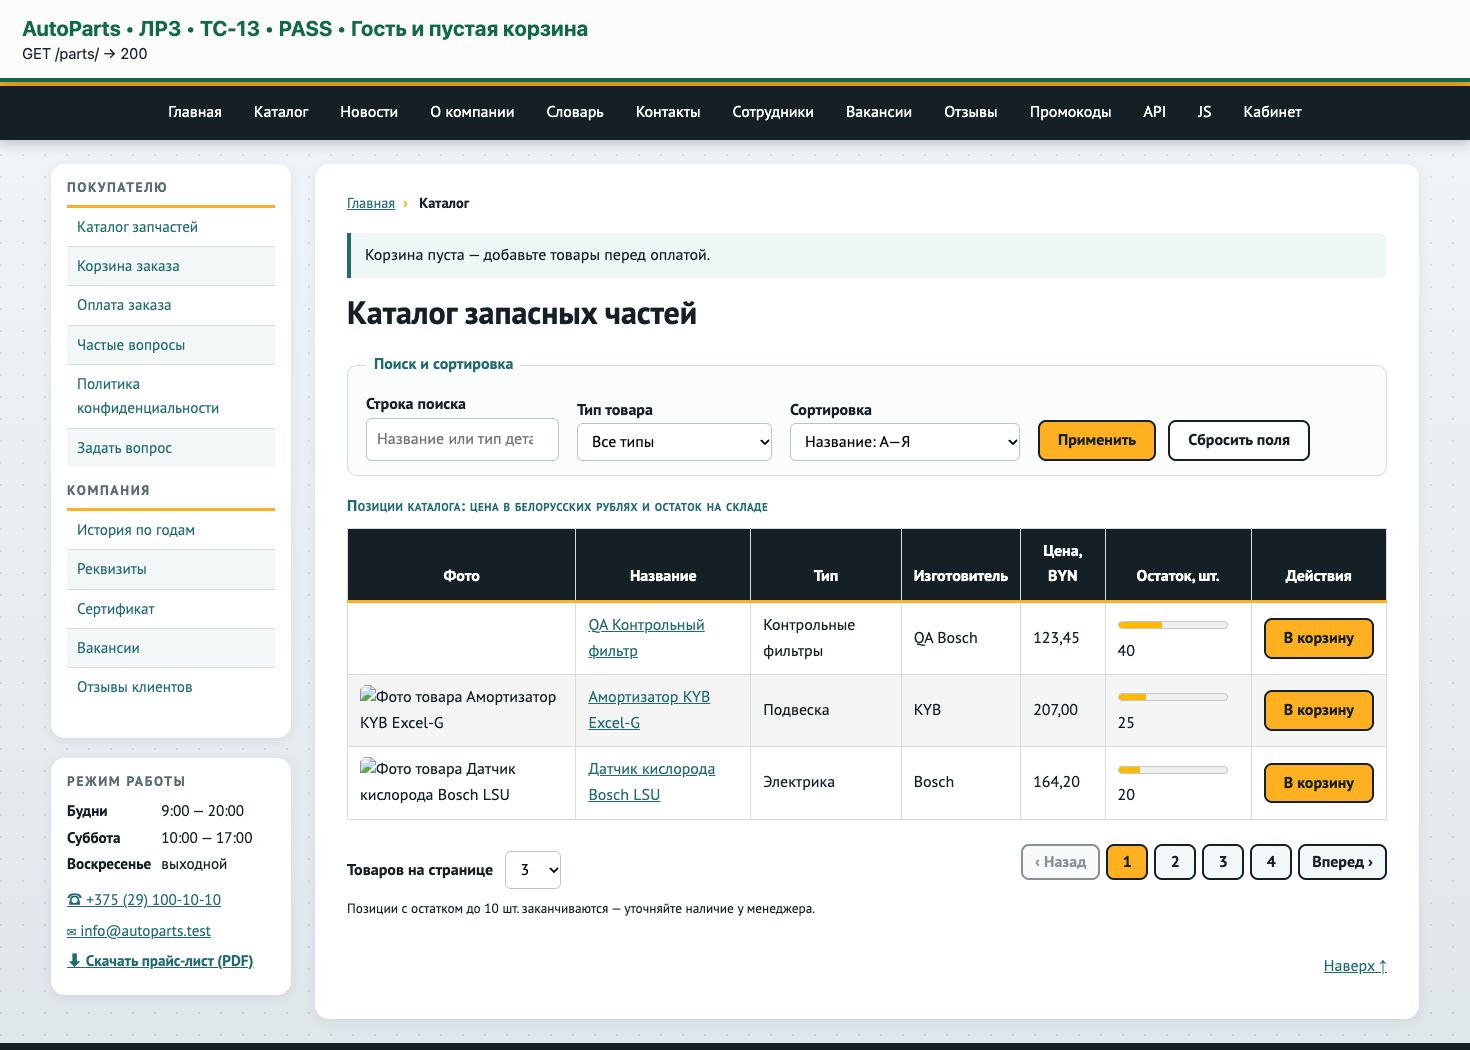 AutoParts • ЛР3 • TC-13 • PASS • Гость и пустая корзина
GET /parts/ → 200
Главная Каталог Новости О компании Словарь Контакты Сотрудники Вакансии Отзывы Промокоды API JS Кабинет
ПОКУПАТЕЛЮ
Каталог запчастей
Корзина заказа
Оплата заказа
Частые вопросы
Политика
конфиденциальности
Задать вопрос
КОМПАНИЯ
История по годам
Реквизиты
Сертификат
Вакансии
Отзывы клиентов
РЕЖИМ РАБОТЫ
Будни 9:00 — 20:00
Суббота 10:00 — 17:00
Воскресенье выходной
☎ +375 (29) 100-10-10
✉ info@autoparts.test
⬇ Скачать прайс-лист (PDF)
Главная › Каталог
Корзина пуста — добавьте товары перед оплатой.
Каталог запасных частей
Поиск и сортировка
Строка поиска Тип товара Сортировка
Название или тип дета Все типы Название: А—Я Применить Сбросить поля
Позиции каталога: цена в белорусских рублях и остаток на складе
Фото Название Тип Изготовитель Цена, BYN Остаток, шт. Действия
QA Контрольный фильтр Контрольные фильтры QA Bosch 123,45 40 В корзину
Фото товара Амортизатор KYB Excel-G Амортизатор KYB Excel-G Подвеска KYB 207,00 25 В корзину
Фото товара Датчик кислорода Bosch LSU Датчик кислорода Bosch LSU Электрика Bosch 164,20 20 В корзину
Товаров на странице 3 ‹ Назад 1 2 3 4 Вперед ›
Позиции с остатком до 10 шт. заканчиваются — уточняйте наличие у менеджера.
Наверх ↑